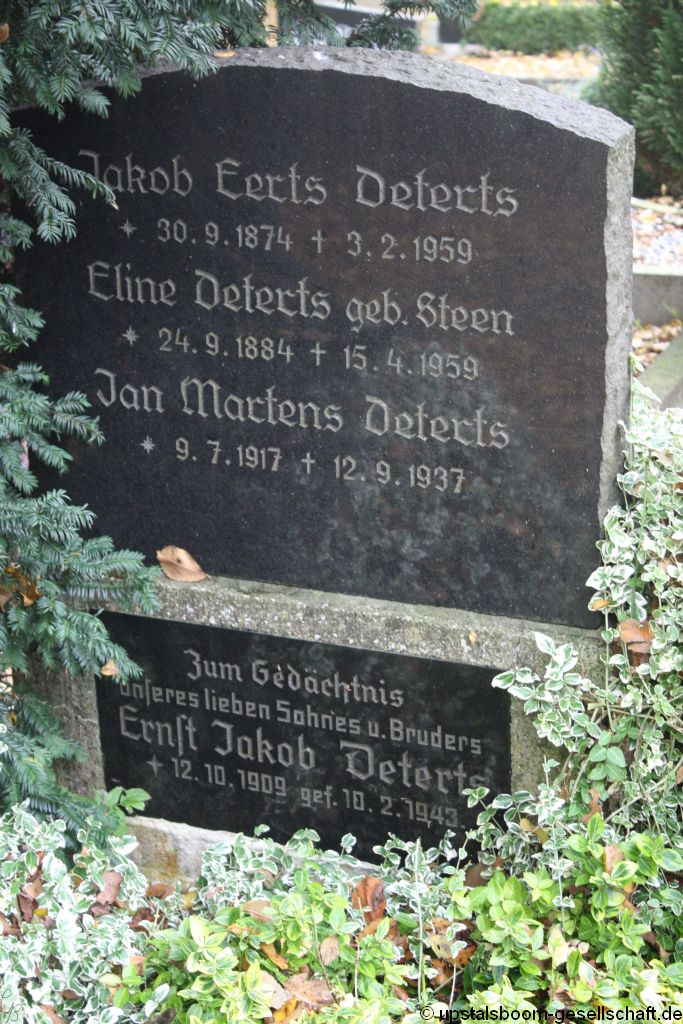 Jakob Eerts Deterts
* 30.9.1874 † 3.2.1959
Eline Deterts geb. Steen
* 24.9.1884 † 15.4.1959
Jan Martens Deterts
* 9.7.1917 † 12.9.1937
Zum Gedächtnis
unseres lieben Sohnes u. Bruders
Ernst Jakob Deterts
* 12.10.1909 gef. 10.2.1943
© upstalsboom-gesellschaft.de